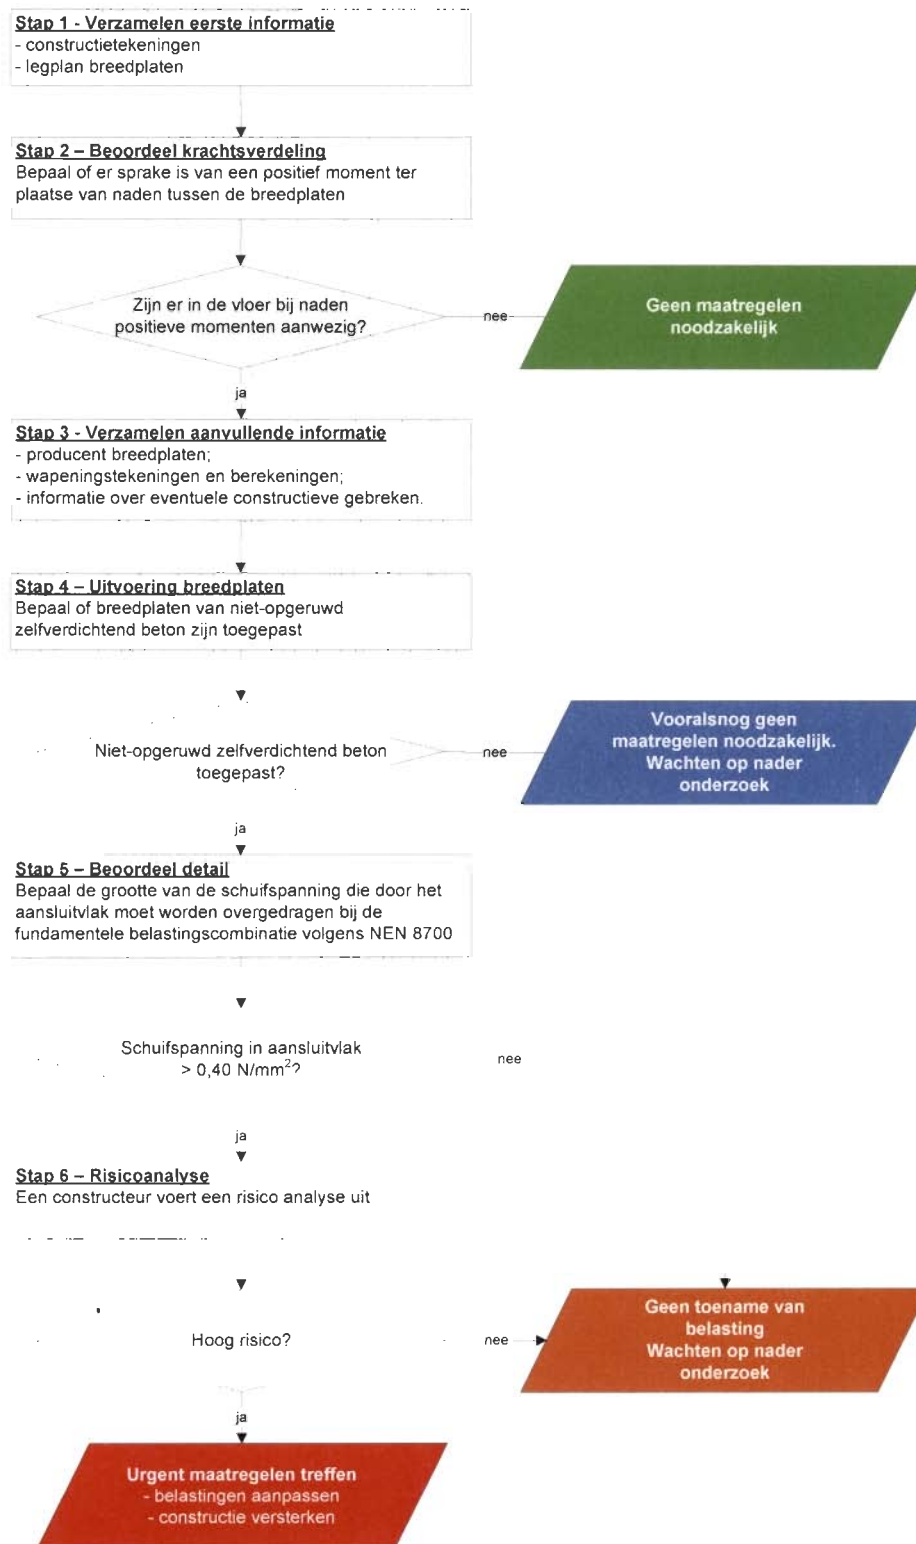 Stap 1 - Verzamelen eerste informatie
- constructietekeningen
- legplan breedplaten
Stap 2 – Beoordeel krachtsverdeling
Bepaal of er sprake is van een positief moment ter
plaatse van naden tussen de breedplaten
Zijn er in de vloer bij naden
positieve momenten aanwezig?
nee
Geen maatregelen
noodzakelijk
ja
Stap 3 - Verzamelen aanvullende informatie
- producent breedplaten;
- wapeningstekeningen en berekeningen;
- informatie over eventuele constructieve gebreken.
Stap 4 – Uitvoering breedplaten
Bepaal of breedplaten van niet-opgeruwd
zelfverdichtend beton zijn toegepast
Niet-opgeruwd zelfverdichtend beton
toegepast?
nee
Vooralsnog geen
maatregelen noodzakelijk.
Wachten op nader
onderzoek
ja
Stap 5 – Beoordeel detail
Bepaal de grootte van de schuifspanning die door het
aansluitvlak moet worden overgedragen bij de
fundamentele belastingscombinatie volgens NEN 8700
Schuifspanning in aansluitvlak
> 0,40 N/mm²?
nee
ja
Stap 6 – Risicoanalyse
Een constructeur voert een risico analyse uit
Hoog risico?
nee
Geen toename van
belasting
Wachten op nader
onderzoek
ja
Urgent maatregelen treffen
- belastingen aanpassen
- constructie versterken